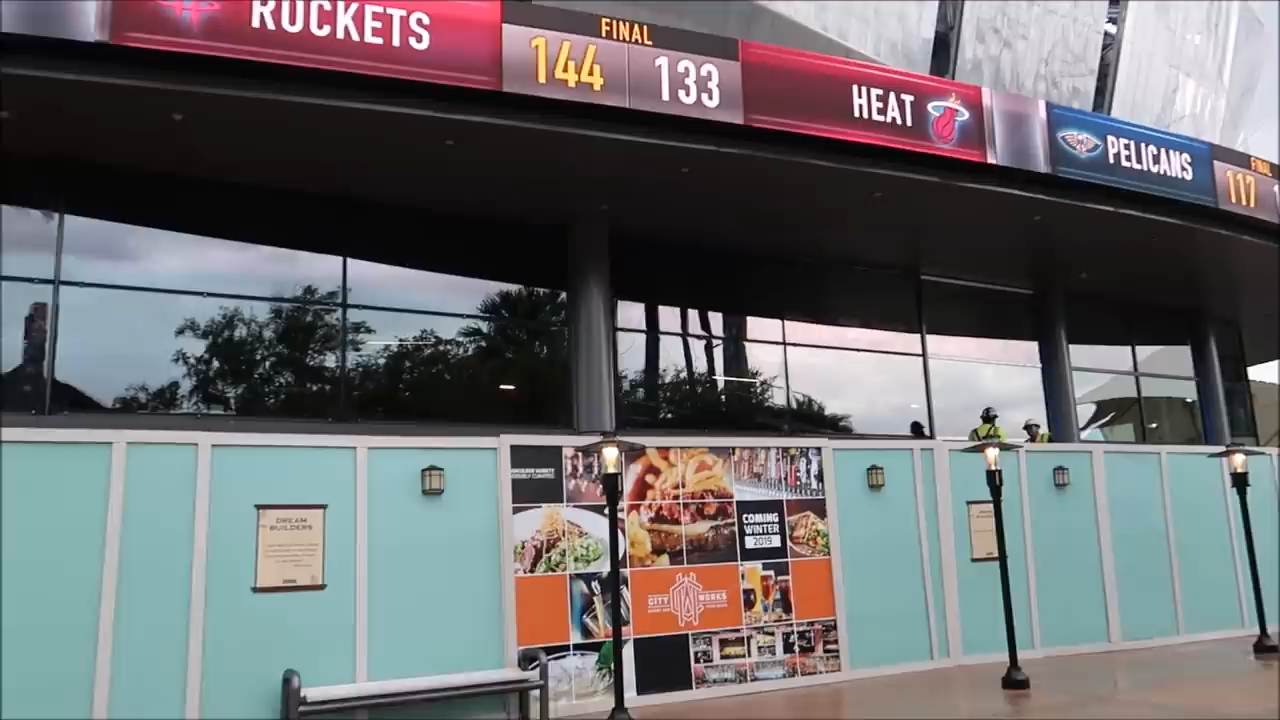 ROCKETS
FINAL
144 133
HEAT
PELICANS
FINAL
117
DREAM
BUILDERS
COMING
WINTER
2019
CITY WORKS